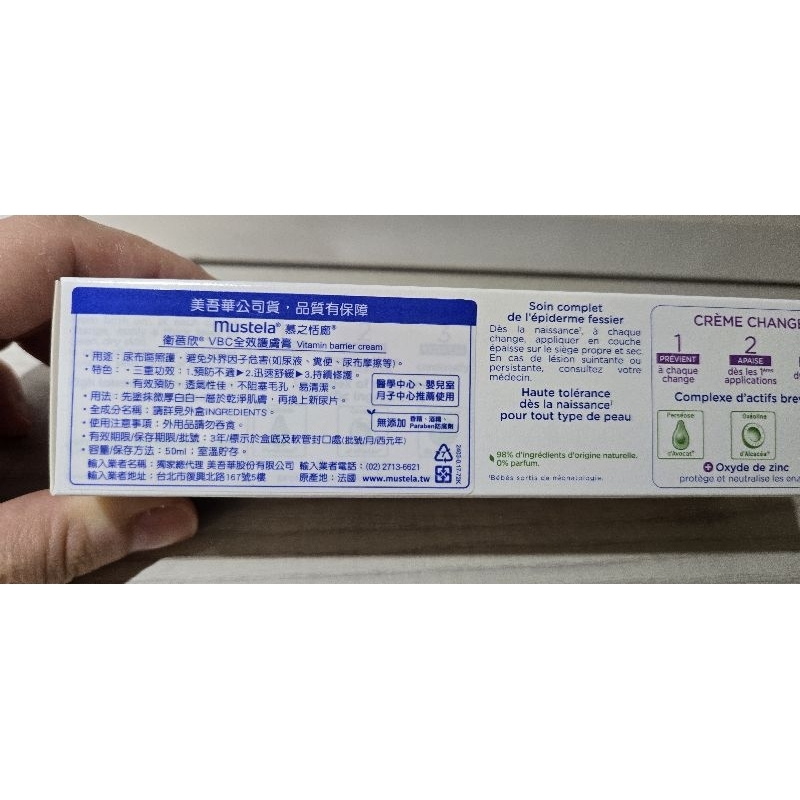 美吾華公司貨，品質有保障
mustela® 慕之恬廊®
衛蓓欣® VBC全效護膚膏 Vitamin barrier cream
・用途：尿布區照護，避免外界因子危害(如尿液、糞便、尿布摩擦等)。
・特色：・三重功效：1.預防不適▶2.迅速舒緩▶3.持續修護。
・有效預防，透氣性佳，不阻塞毛孔，易清潔。
・用法：先塗抹微厚白白一層於乾淨肌膚，再換上新尿片。
・全成分名稱：請詳見外盒INGREDIENTS。
・使用注意事項：外用品請勿吞食。
・有效期限/保存期限/批號：3年/標示於盒底及軟管封口處(批號/月/西元年)
・容量/保存方法：50ml；室溫貯存。
輸入業者名稱：獨家總代理 美吾華股份有限公司 輸入業者電話：(02) 2713-6621
輸入業者地址：台北市復興北路167號5樓 原產地：法國 www.mustela.tw
醫學中心、嬰兒室
月子中心推薦使用
無添加 香精、酒精、
Paraben防腐劑
Soin complet
de l'épiderme fessier
Dès la naissance¹, à chaque
change, appliquer en couche
épaisse sur le siège propre et sec.
En cas de lésion suintante ou
persistante, consultez votre
médecin.
Haute tolérance
dès la naissance¹
pour tout type de peau
98% d'ingrédients d'origine naturelle.
0% parfum.
¹Bébés sortis de néonatologie.
CRÈME CHANGE
1
PRÉVIENT
à chaque
change
2
APAISE
dès les 1ères
applications
Complexe d'actifs brev
Perséose
d'Avocat
Oxéoline
d'Alacéa
Oxyde de zinc
protège et neutralise les en